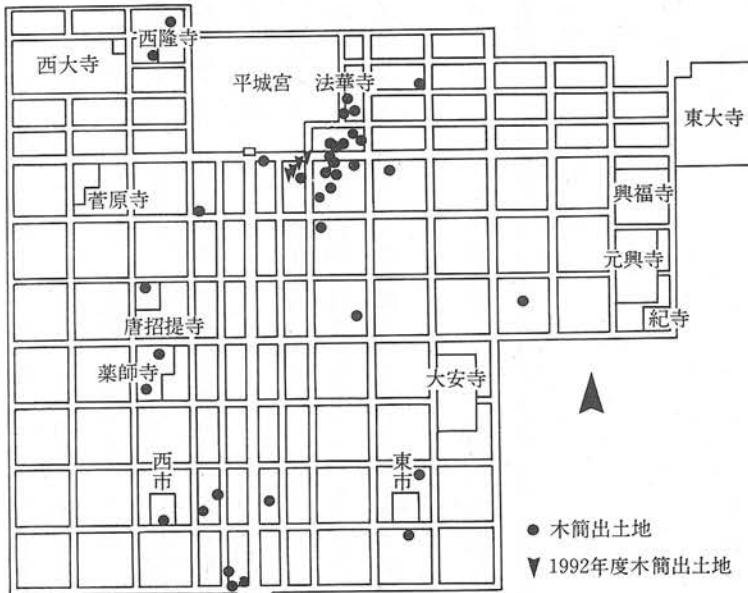 西隆寺
西大寺
平城宮
法華寺
東大寺
菅原寺
興福寺
元興寺
唐招提寺
紀寺
薬師寺
大安寺
西市
東市
木簡出土地
1992年度木簡出土地